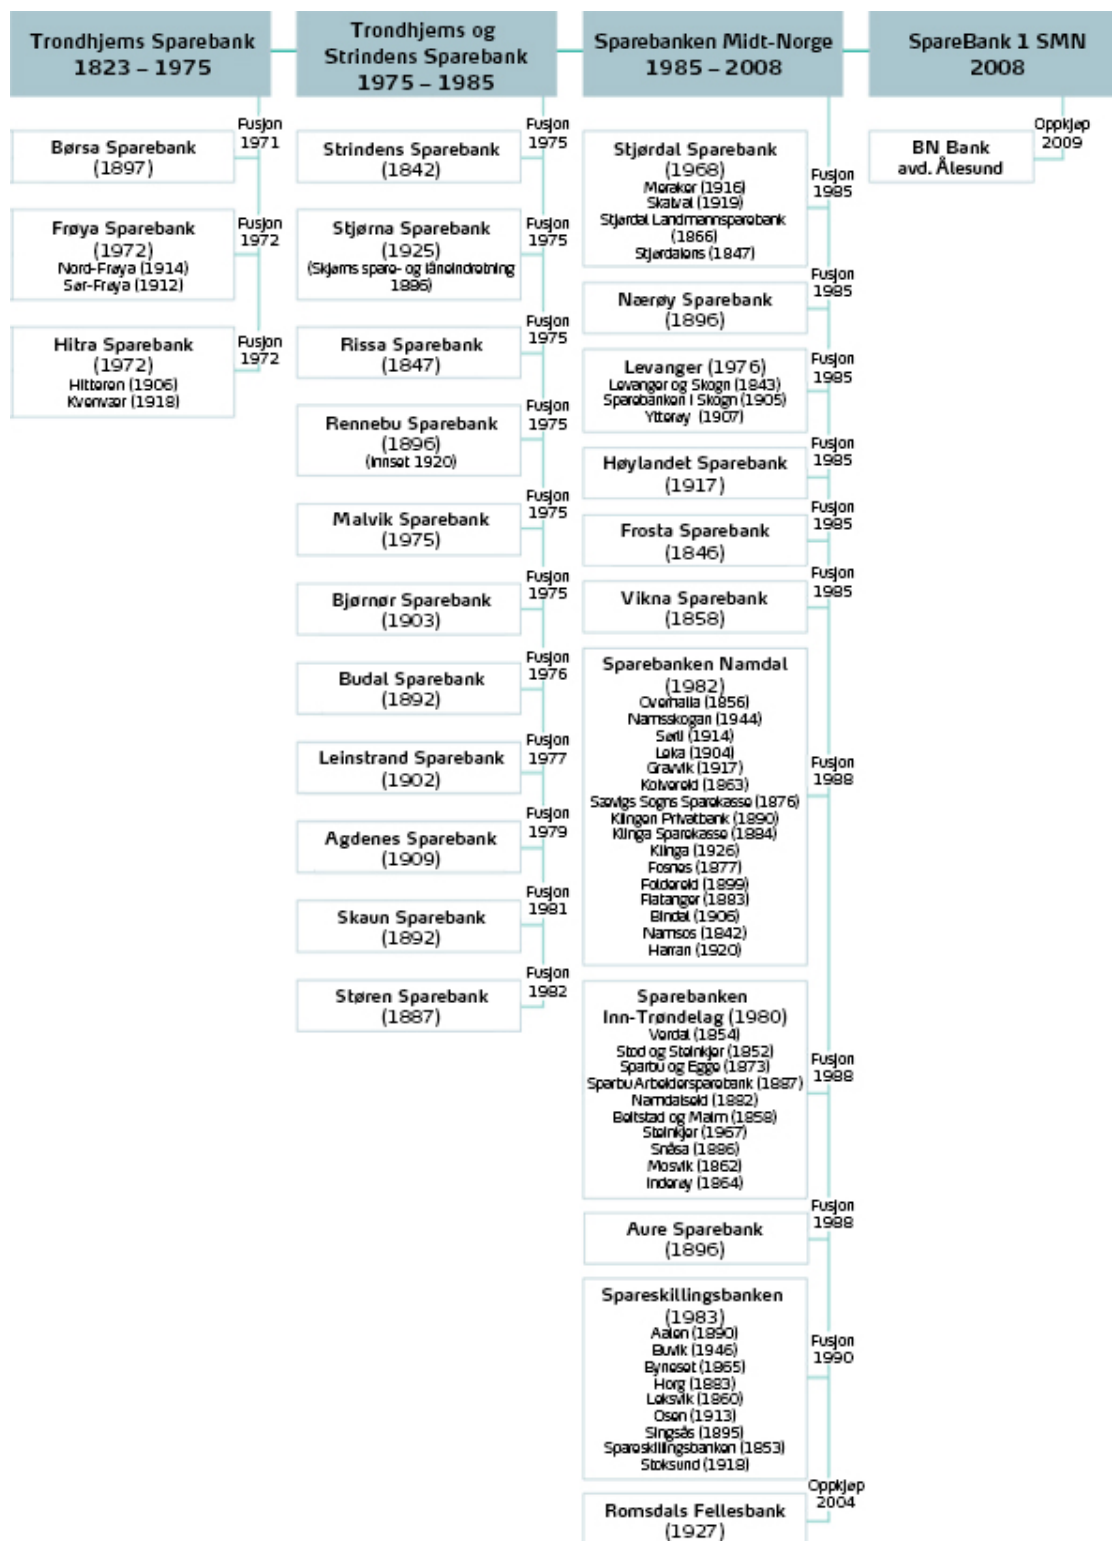 Trondhjems Sparebank
1823 – 1975
Fusjon
1971
Børsa Sparebank
(1897)
Fusjon
1972
Frøya Sparebank
(1972)
Nord-Frøya (1914)
Sør-Frøya (1912)
Fusjon
1972
Hitra Sparebank
(1972)
Hitteren (1906)
Kvenvær (1918)
Trondhjems og
Strindens Sparebank
1975 – 1985
Fusjon
1975
Strindens Sparebank
(1842)
Fusjon
1975
Stjørna Sparebank
(1925)
(Skjørns spare- og låneindretning
1886)
Fusjon
1975
Rissa Sparebank
(1847)
Fusjon
1975
Rennebu Sparebank
(1896)
(Innset 1920)
Fusjon
1975
Malvik Sparebank
(1975)
Fusjon
1975
Bjørnør Sparebank
(1903)
Fusjon
1976
Budal Sparebank
(1892)
Fusjon
1977
Leinstrand Sparebank
(1902)
Fusjon
1979
Agdenes Sparebank
(1909)
Fusjon
1981
Skaun Sparebank
(1892)
Fusjon
1982
Støren Sparebank
(1887)
Sparebanken Midt-Norge
1985 – 2008
Stjørdal Sparebank
(1968)
Meraker (1916)
Skatval (1919)
Stjørdal Landmannsparebank
(1866)
Stjørdalens (1847)
Fusjon
1985
Nærøy Sparebank
(1896)
Fusjon
1985
Levanger (1976)
Levanger og Skogn (1843)
Sparebanken i Skogn (1905)
Ytterøy (1907)
Fusjon
1985
Høylandet Sparebank
(1917)
Fusjon
1985
Frosta Sparebank
(1846)
Fusjon
1985
Vikna Sparebank
(1858)
Fusjon
1985
Sparebanken Namdal
(1982)
Overhalla (1856)
Namsskogan (1944)
Sørli (1914)
Leka (1904)
Gravvik (1917)
Kolvereid (1863)
Sævigs Sogns Sparekasse (1876)
Klingen Privatbank (1890)
Klinga Sparekasse (1884)
Klinga (1926)
Fosnes (1877)
Foldereid (1899)
Flatanger (1883)
Bindal (1906)
Namsos (1842)
Harran (1920)
Fusjon
1988
Sparebanken
Inn-Trøndelag (1980)
Verdal (1854)
Stod og Steinkjer (1852)
Sparbu og Egge (1873)
Sparbu Arbeidersparebank (1887)
Namdalseid (1882)
Beitstad og Malm (1858)
Steinkjer (1967)
Snåsa (1886)
Mosvik (1862)
Inderøy (1864)
Fusjon
1988
Aure Sparebank
(1896)
Fusjon
1988
Spareskillingsbanken
(1983)
Aalen (1890)
Buvik (1946)
Byneset (1865)
Horg (1883)
Leksvik (1860)
Osen (1913)
Singsås (1895)
Spareskillingsbanken (1853)
Stoksund (1918)
Fusjon
1990
Romsdals Fellesbank
(1927)
Oppkjøp
2004
SpareBank 1 SMN
2008
Oppkjøp
2009
BN Bank
avd. Ålesund